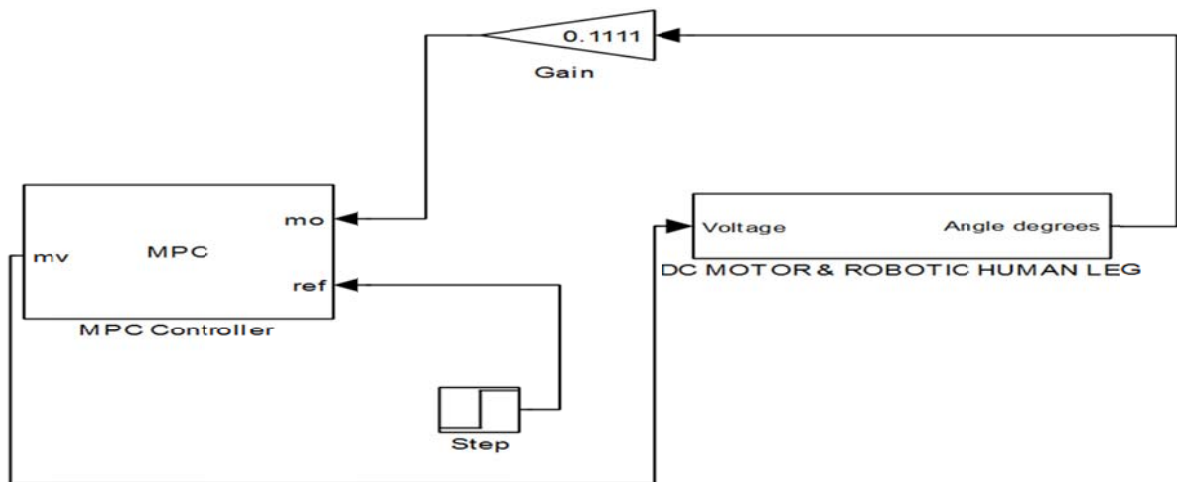 0.1111
Gain
mo
MPC
mv
ref
MPC Controller
Voltage
Angle degrees
DC MOTOR & ROBOTIC HUMAN LEG
Step